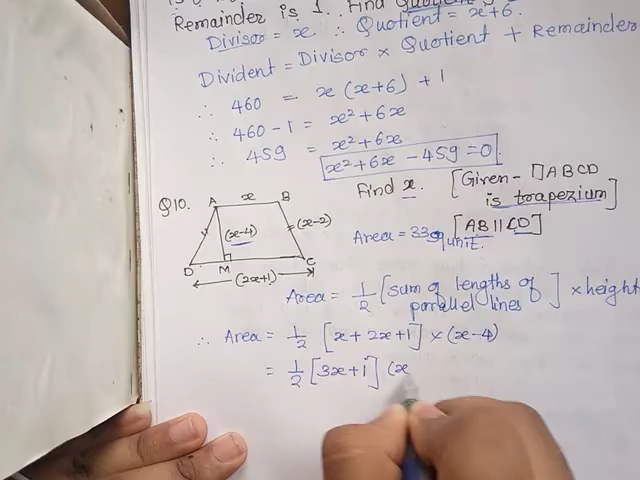 Remainder is 1. Find Quotient
Divisor = x ∴ Quotient = x+6.
Divident = Divisor × Quotient + Remainder
∴ 460 = x (x+6) + 1
∴ 460 - 1 = x² + 6x
∴ 459 = x² + 6x
x² + 6x - 459 = 0
Q10. Find x. [Given - □ABCD is trapezium]
Area = 33 sq unit. [AB || CD]
A x B
(x-4) (x-2)
D M C
(2x+1)
Area = 1/2 [sum of lengths of parallel lines] × height
∴ Area = 1/2 [x + 2x + 1] × (x-4)
= 1/2 [3x+1] (x